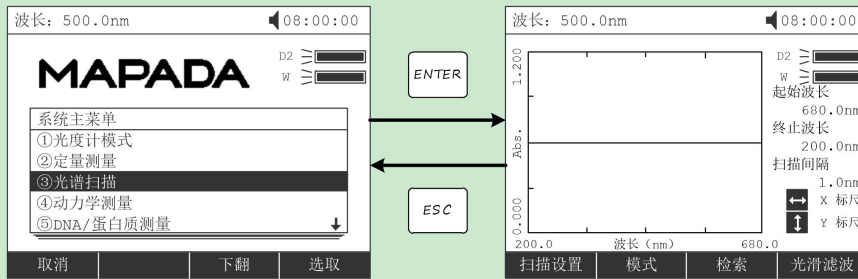 波长: 500.0nm
08:00:00
MAPADA
D2
W
系统主菜单
①光度计模式
②定量测量
③光谱扫描
④动力学测量
⑤DNA/蛋白质测量
取消
下翻
选取
ENTER
ESC
波长: 500.0nm
08:00:00
1.200
Abs.
0.000
200.0
波长 (nm)
680.0
D2
W
起始波长
680.0nm
终止波长
200.0nm
扫描间隔
1.0nm
X 标尺
Y 标尺
扫描设置
模式
检索
光滑滤波